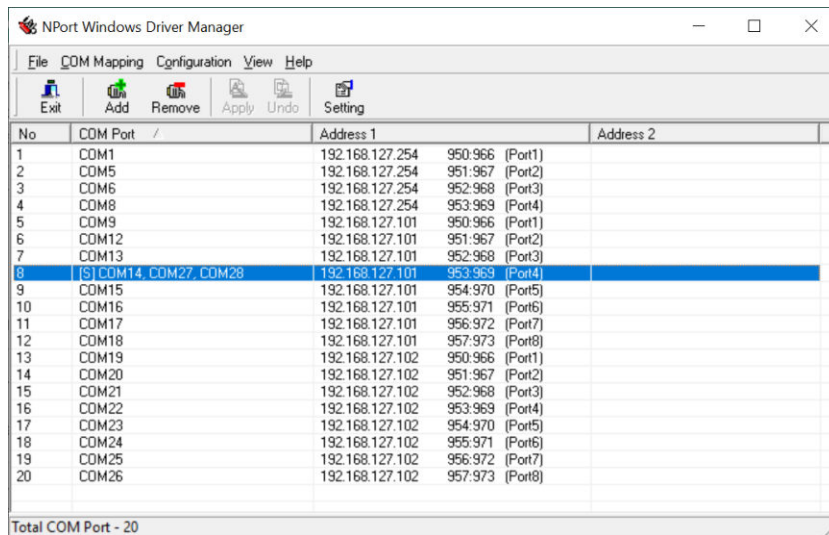 NPort Windows Driver Manager
File COM Mapping Configuration View Help
Exit Add Remove Apply Undo Setting
No COM Port Address 1 Address 2
1 COM1 192.168.127.254 950:966 (Port1)
2 COM5 192.168.127.254 951:967 (Port2)
3 COM6 192.168.127.254 952:968 (Port3)
4 COM8 192.168.127.254 953:969 (Port4)
5 COM9 192.168.127.101 950:966 (Port1)
6 COM12 192.168.127.101 951:967 (Port2)
7 COM13 192.168.127.101 952:968 (Port3)
8 [S] COM14, COM27, COM28 192.168.127.101 953:969 (Port4)
9 COM15 192.168.127.101 954:970 (Port5)
10 COM16 192.168.127.101 955:971 (Port6)
11 COM17 192.168.127.101 956:972 (Port7)
12 COM18 192.168.127.101 957:973 (Port8)
13 COM19 192.168.127.102 950:966 (Port1)
14 COM20 192.168.127.102 951:967 (Port2)
15 COM21 192.168.127.102 952:968 (Port3)
16 COM22 192.168.127.102 953:969 (Port4)
17 COM23 192.168.127.102 954:970 (Port5)
18 COM24 192.168.127.102 955:971 (Port6)
19 COM25 192.168.127.102 956:972 (Port7)
20 COM26 192.168.127.102 957:973 (Port8)
Total COM Port - 20